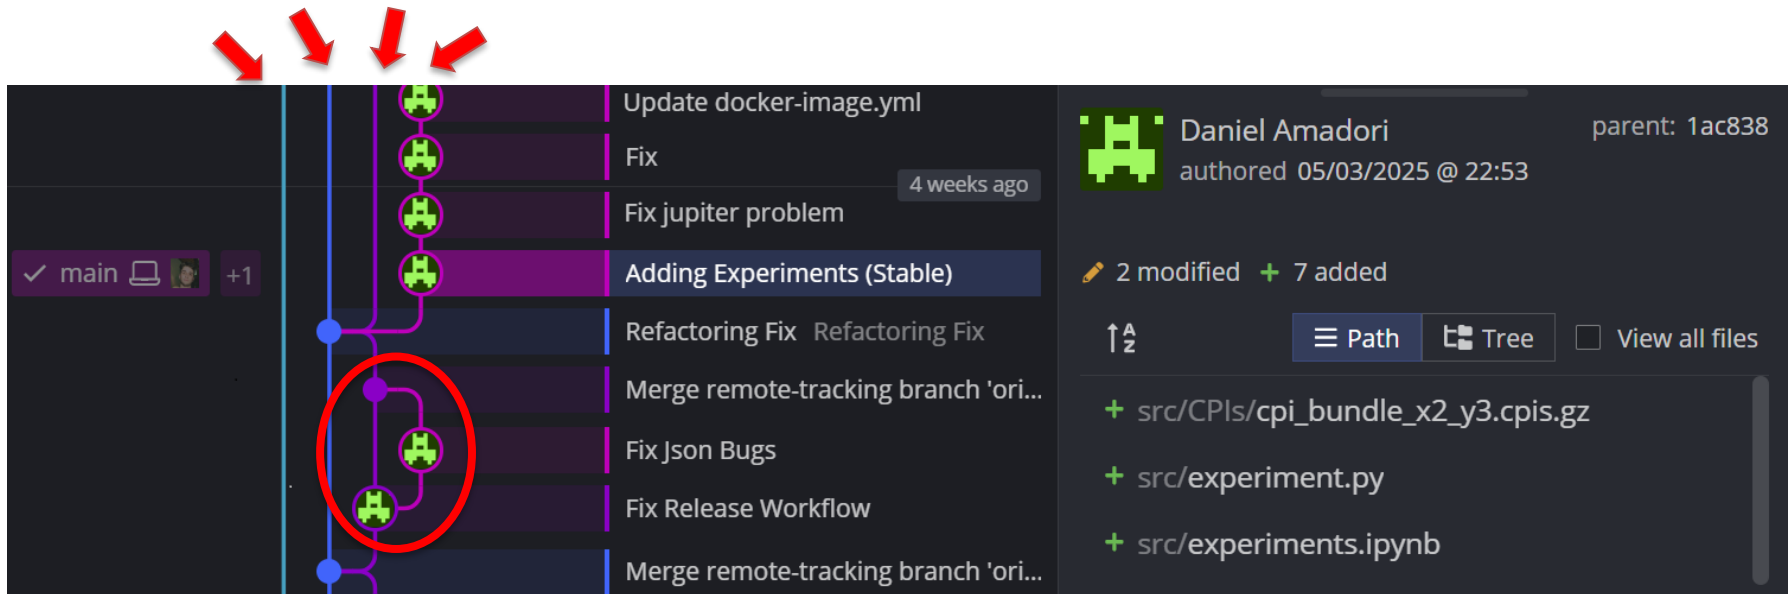 Update docker-image.yml
Fix
4 weeks ago
Fix jupiter problem
main +1
Adding Experiments (Stable)
Refactoring Fix Refactoring Fix
Merge remote-tracking branch 'ori...
Fix Json Bugs
Fix Release Workflow
Merge remote-tracking branch 'ori...
Daniel Amadori
parent: 1ac838
authored 05/03/2025 @ 22:53
2 modified + 7 added
A
Z
Path Tree View all files
+ src/CPIs/cpi_bundle_x2_y3.cpis.gz
+ src/experiment.py
+ src/experiments.ipynb